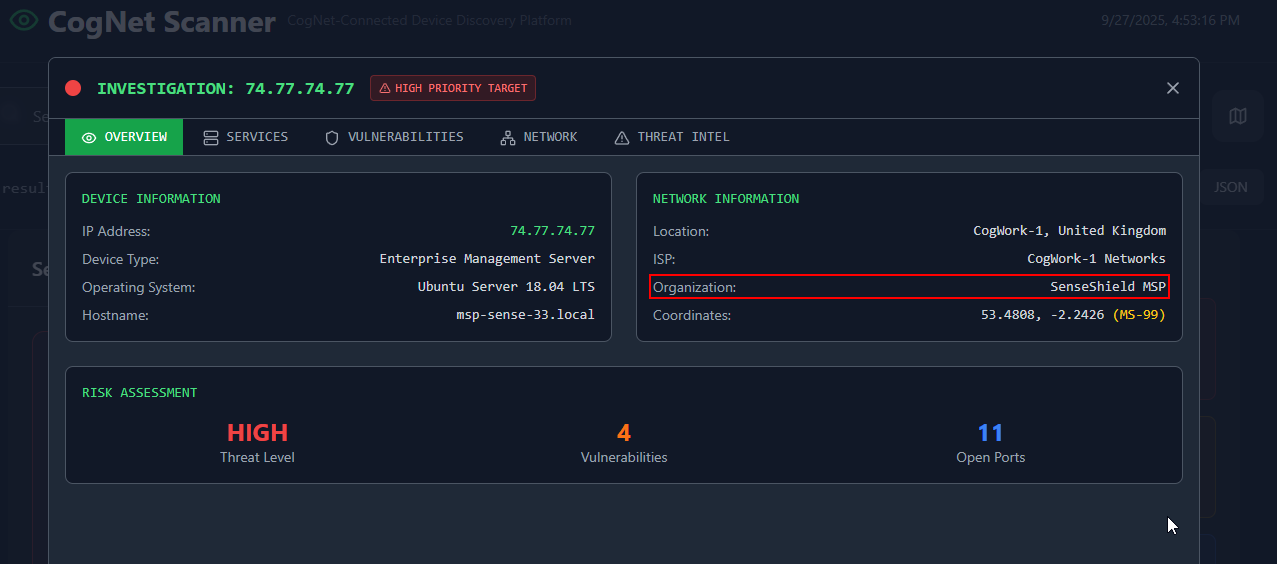 CogNet Scanner CogNet-Connected Device Discovery Platform 9/27/2025, 4:53:16 PM
INVESTIGATION: 74.77.74.77 HIGH PRIORITY TARGET
Se
OVERVIEW SERVICES VULNERABILITIES NETWORK THREAT INTEL
resul
JSON
DEVICE INFORMATION
IP Address: 74.77.74.77
Device Type: Enterprise Management Server
Operating System: Ubuntu Server 18.04 LTS
Hostname: msp-sense-33.local
NETWORK INFORMATION
Location: CogWork-1, United Kingdom
ISP: CogWork-1 Networks
Organization: SenseShield MSP
Coordinates: 53.4808, -2.2426 (MS-99)
Se
RISK ASSESSMENT
HIGH 4 11
Threat Level Vulnerabilities Open Ports